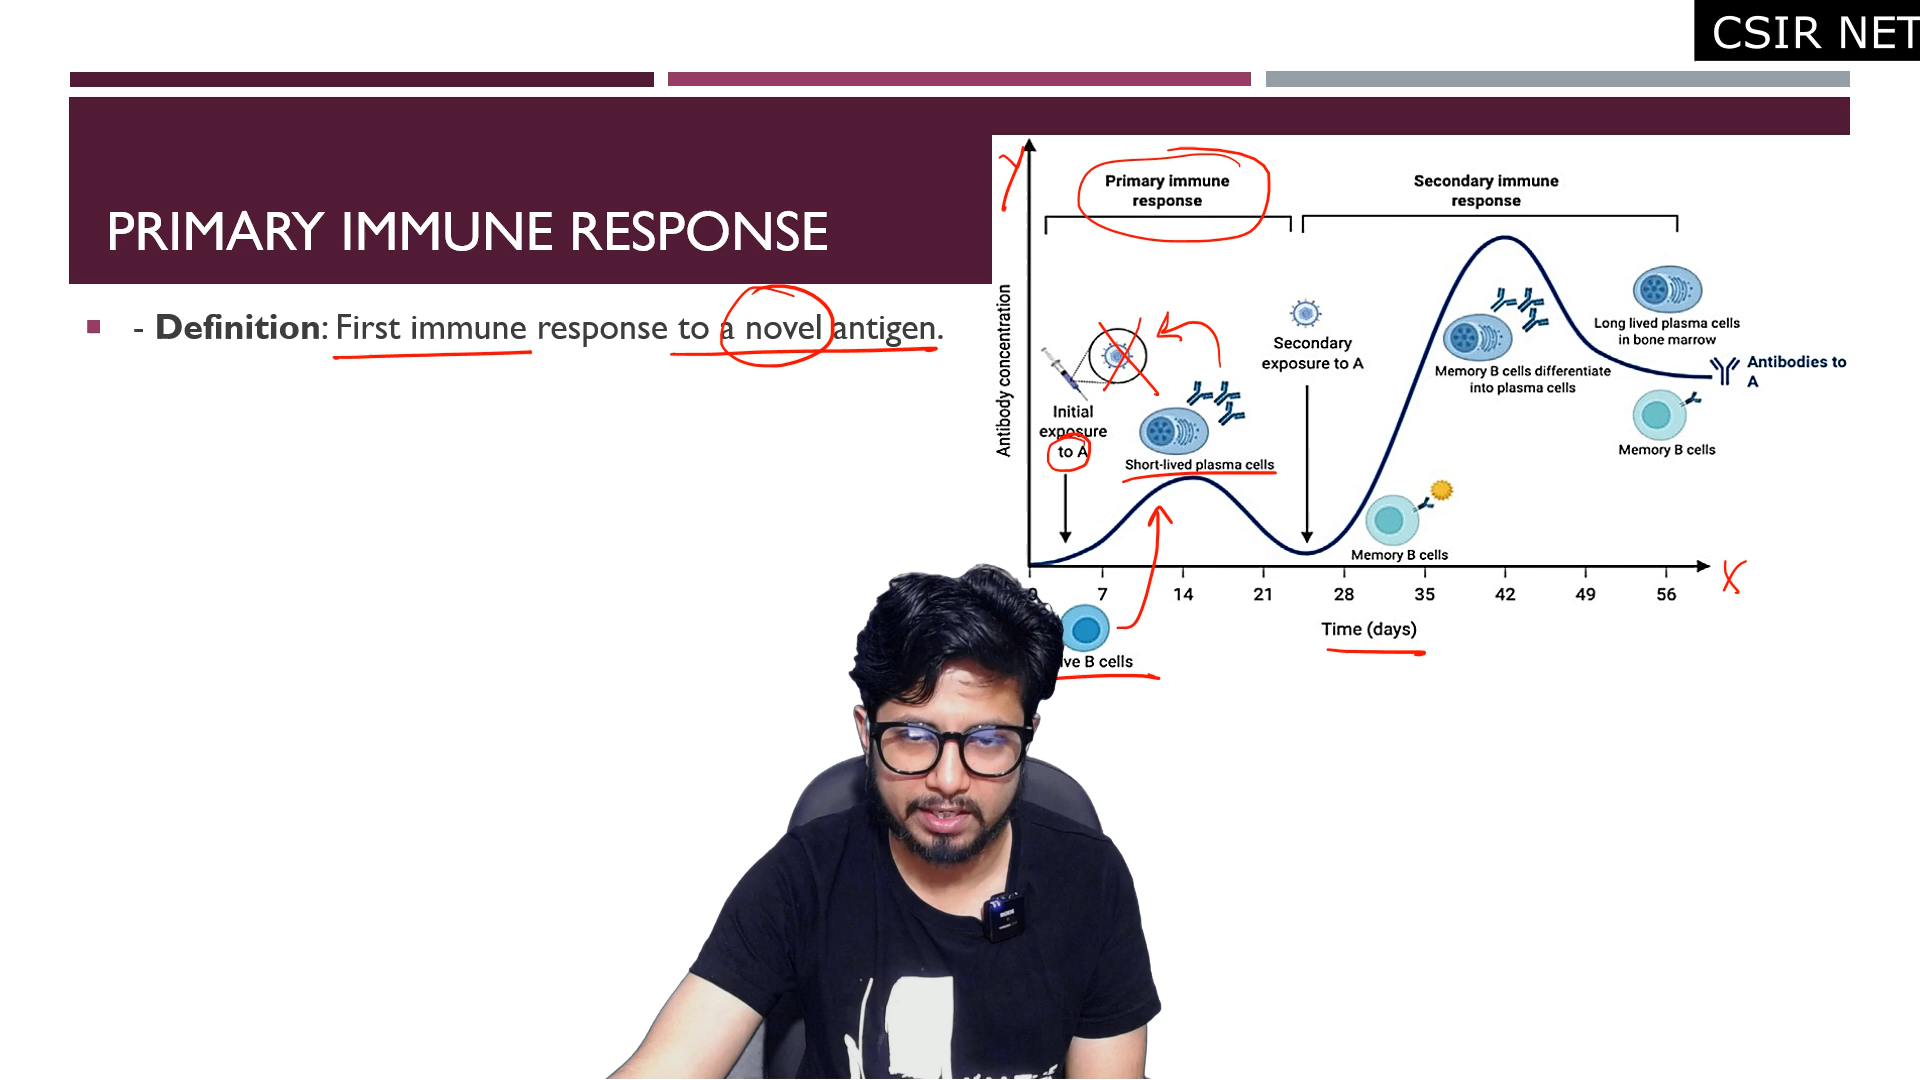 CSIR NET
PRIMARY IMMUNE RESPONSE
- Definition: First immune response to a novel antigen.
Y
Primary immune
response
Secondary immune
response
Antibody concentration
Initial
exposure
to A
Short-lived plasma cells
Secondary
exposure to A
Memory B cells differentiate
into plasma cells
Long lived plasma cells
in bone marrow
Antibodies to
A
Memory B cells
Memory B cells
7 14 21 28 35 42 49 56
X
Time (days)
B cells